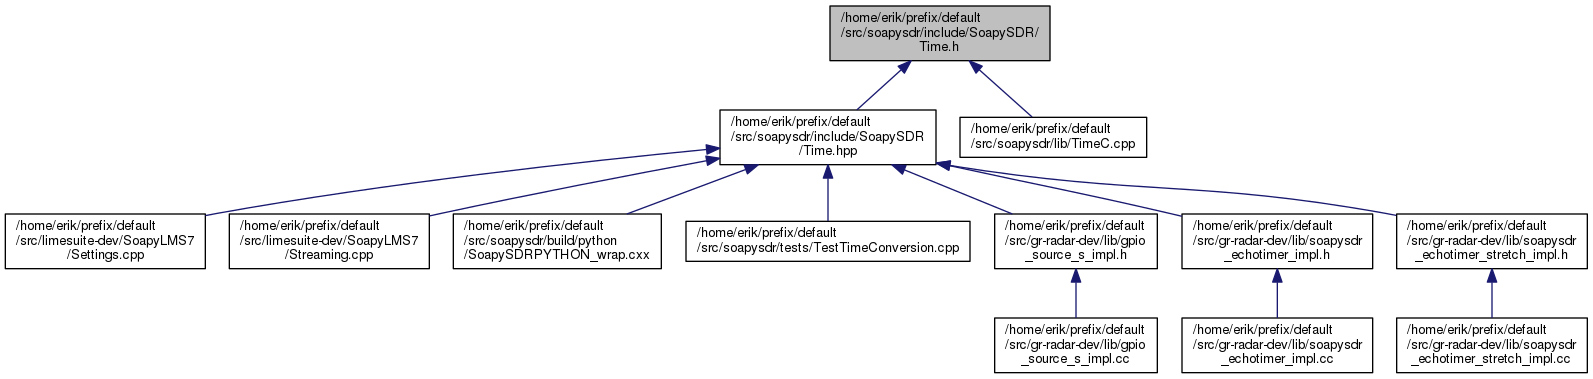 /home/erik/prefix/default
/src/soapysdr/include/SoapySDR/
Time.h
/home/erik/prefix/default
/src/soapysdr/include/SoapySDR
/Time.hpp
/home/erik/prefix/default
/src/soapysdr/lib/TimeC.cpp
/home/erik/prefix/default
/src/limesuite-dev/SoapyLMS7
/Settings.cpp
/home/erik/prefix/default
/src/limesuite-dev/SoapyLMS7
/Streaming.cpp
/home/erik/prefix/default
/src/soapysdr/build/python
/SoapySDRPYTHON_wrap.cxx
/home/erik/prefix/default
/src/soapysdr/tests/TestTimeConversion.cpp
/home/erik/prefix/default
/src/gr-radar-dev/lib/gpio
_source_s_impl.h
/home/erik/prefix/default
/src/gr-radar-dev/lib/soapysdr
_echotimer_impl.h
/home/erik/prefix/default
/src/gr-radar-dev/lib/soapysdr
_echotimer_stretch_impl.h
/home/erik/prefix/default
/src/gr-radar-dev/lib/gpio
_source_s_impl.cc
/home/erik/prefix/default
/src/gr-radar-dev/lib/soapysdr
_echotimer_impl.cc
/home/erik/prefix/default
/src/gr-radar-dev/lib/soapysdr
_echotimer_stretch_impl.cc